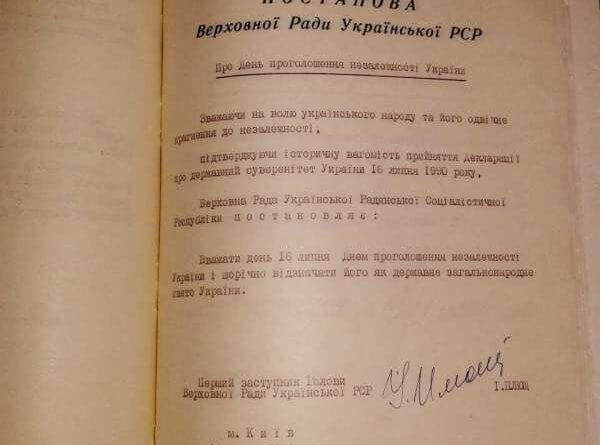 ПОСТАНОВА
Верховної Ради Української РСР
Про День проголошення незалежності України
Зважаючи на волю українського народу та його одвічне
прагнення до незалежності,
підтверджуючи історичну вагомість прийняття Декларації
про державний суверенітет України 16 липня 1990 року,
Верховна Рада Української Радянської Соціалістичної
Республіки п о с т а н о в л я є :
Вважати день 16 липня Днем проголошення незалежності
України і щорічно відзначати його як державне загальнонародне
свято України.
Перший заступник Голови
Верховної Ради Української РСР Г.ПЛЮЩ
м. Київ